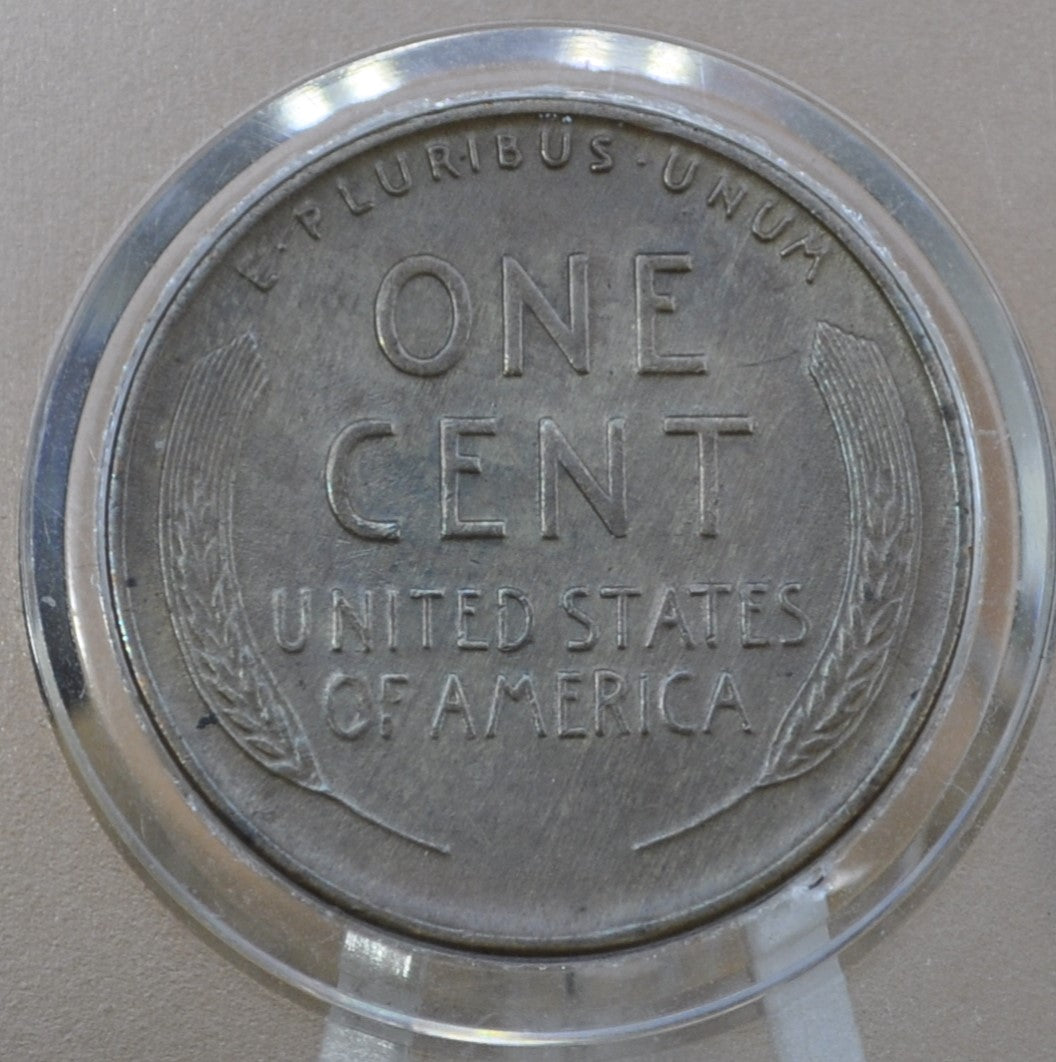 E·PLURIBUS·UNUM
ONE
CENT
UNITED STATES
OF AMERICA